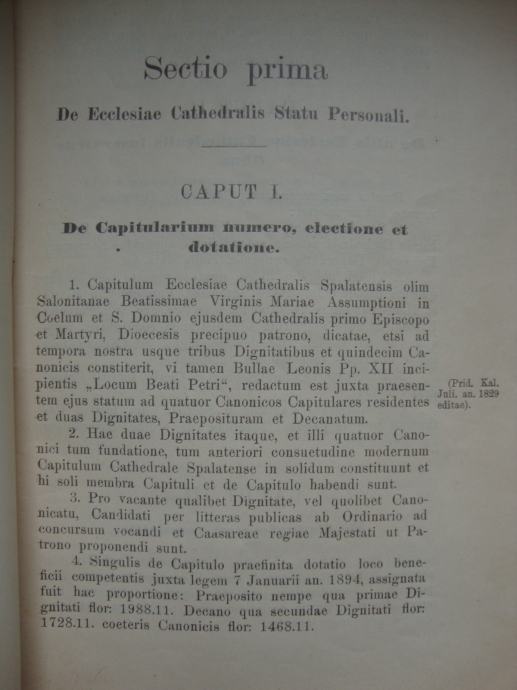 Sectio prima
De Ecclesiae Cathedralis Statu Personali.
CAPUT I.
De Capitularium numero, electione et
dotatione.
1. Capitulum Ecclesiae Cathedralis Spalatensis olim
Salonitanae Beatissimae Virginis Mariae Assumptioni in
Coelum et S. Domnio ejusdem Cathedralis primo Episcopo
et Martyri, Dioecesis precipuo patrono, dicatae, etsi ad
tempora nostra usque tribus Dignitatibus et quindecim Ca-
nonicis constiterit, vi tamen Bullae Leonis Pp. XII inci-
pientis „Locum Beati Petri“, redactum est juxta praesen-
tem ejus statum ad quatuor Canonicos Capitulares residentes
et duas Dignitates, Praeposituram et Decanatum.
(Prid. Kal.
Juli. an. 1829
editae).
2. Hae duae Dignitates itaque, et illi quatuor Cano-
nici tum fundatione, tum anteriori consuetudine modernum
Capitulum Cathedrale Spalatense in solidum constituunt et
hi soli membra Capituli et de Capitulo habendi sunt.
3. Pro vacante qualibet Dignitate, vel quolibet Cano-
nicatu, Candidati per litteras publicas ab Ordinario ad
concursum vocandi et Caasareae regiae Majestati ut Pa-
trono proponendi sunt.
4. Singulis de Capitulo praefinita dotatio loco bene-
ficii competentis juxta legem 7 Januarii an. 1894, assignata
fuit hac proportione: Praeposito nempe qua primae Di-
gnitati flor: 1988.11. Decano qua secundae Dignitati flor:
1728.11. coeteris Canonicis flor: 1468.11.